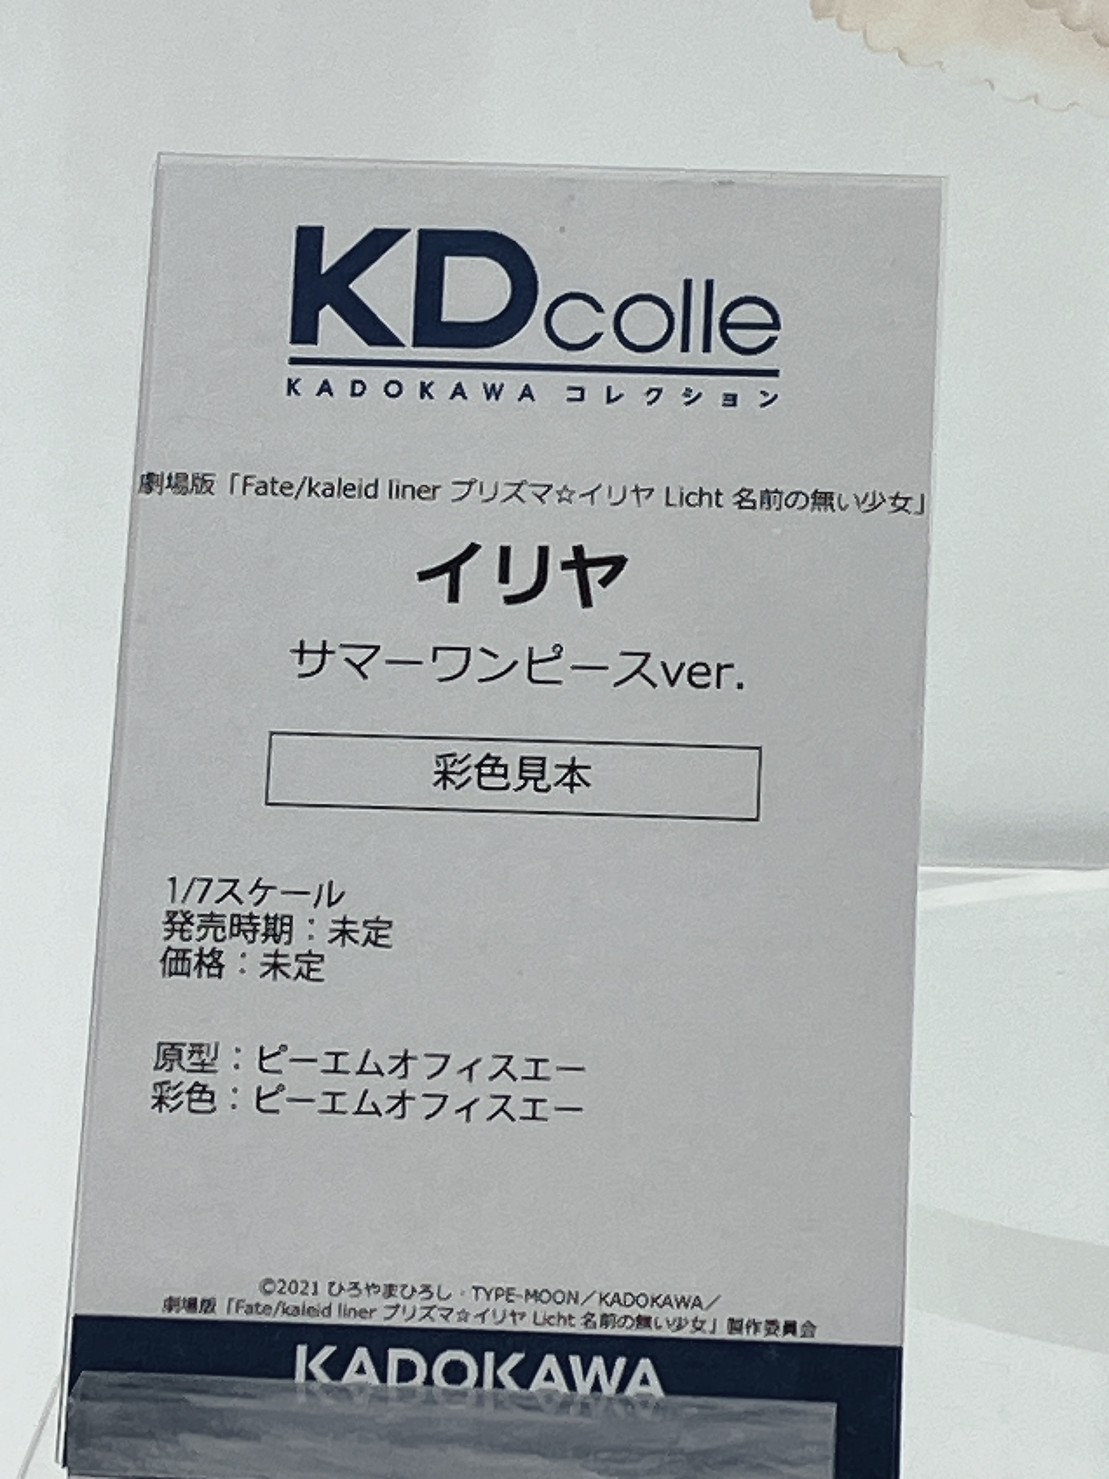 KDcolle
KADOKAWA コレクション
劇場版「Fate/kaleid liner プリズマ☆イリヤ Licht 名前の無い少女」
イリヤ
サマーワンピースver.
彩色見本
1/7スケール
発売時期：未定
価格：未定
原型：ピーエムオフィスエー
彩色：ピーエムオフィスエー
©2021 ひろやまひろし・TYPE-MOON／KADOKAWA／
劇場版「Fate/kaleid liner プリズマ☆イリヤ Licht 名前の無い少女」製作委員会
KADOKAWA